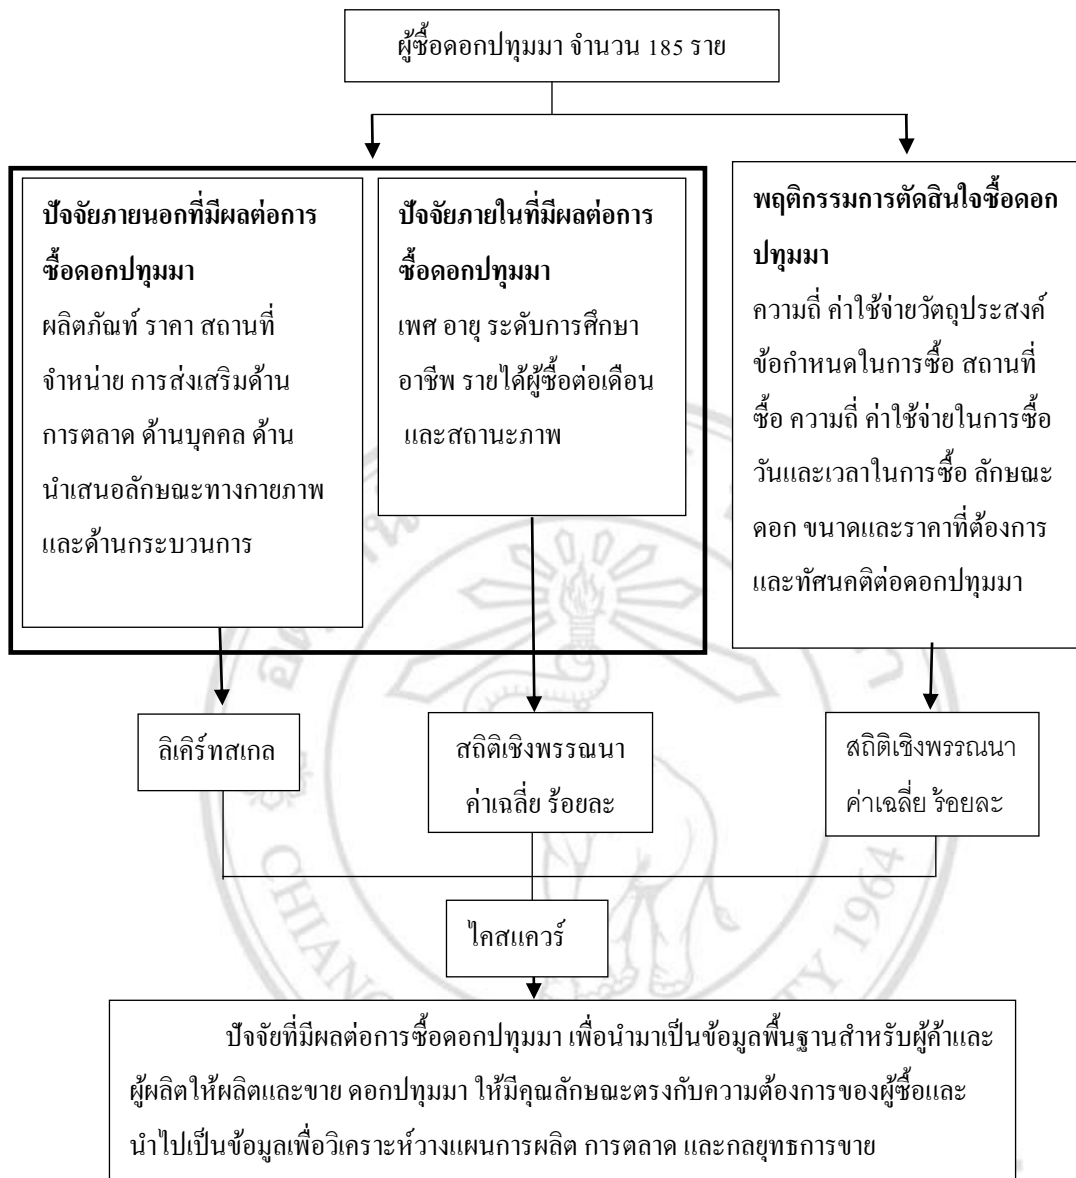 ผู้ซื้อดอกปทุมมา จำนวน 185 ราย
ปัจจัยภายนอกที่มีผลต่อการ
ซื้อดอกปทุมมา
ผลิตภัณฑ์ ราคา สถานที่
จำหน่าย การส่งเสริมด้าน
การตลาด ด้านบุคคล ด้าน
นำเสนอลักษณะทางกายภาพ
และด้านกระบวนการ
ปัจจัยภายในที่มีผลต่อการ
ซื้อดอกปทุมมา
เพศ อายุ ระดับการศึกษา
อาชีพ รายได้ผู้ซื้อต่อเดือน
และสถานะภาพ
พฤติกรรมการตัดสินใจซื้อดอก
ปทุมมา
ความถี่ ค่าใช้จ่ายวัตถุประสงค์
ข้อกำหนดในการซื้อ สถานที่
ซื้อ ความถี่ ค่าใช้จ่ายในการซื้อ
วันและเวลาในการซื้อ ลักษณะ
ดอก ขนาดและราคาที่ต้องการ
และทัศนคติต่อดอกปทุมมา
ลิเคิร์ทสเกล
สถิติเชิงพรรณนา
ค่าเฉลี่ย ร้อยละ
สถิติเชิงพรรณนา
ค่าเฉลี่ย ร้อยละ
ไคสแควร์
ปัจจัยที่มีผลต่อการซื้อดอกปทุมมา เพื่อนำมาเป็นข้อมูลพื้นฐานสำหรับผู้ค้าและ
ผู้ผลิตให้ผลิตและขาย ดอกปทุมมา ให้มีคุณลักษณะตรงกับความต้องการของผู้ซื้อและ
นำไปเป็นข้อมูลเพื่อวิเคราะห์วางแผนการผลิต การตลาด และกลยุทธการขาย
CHIANG
TY 1964